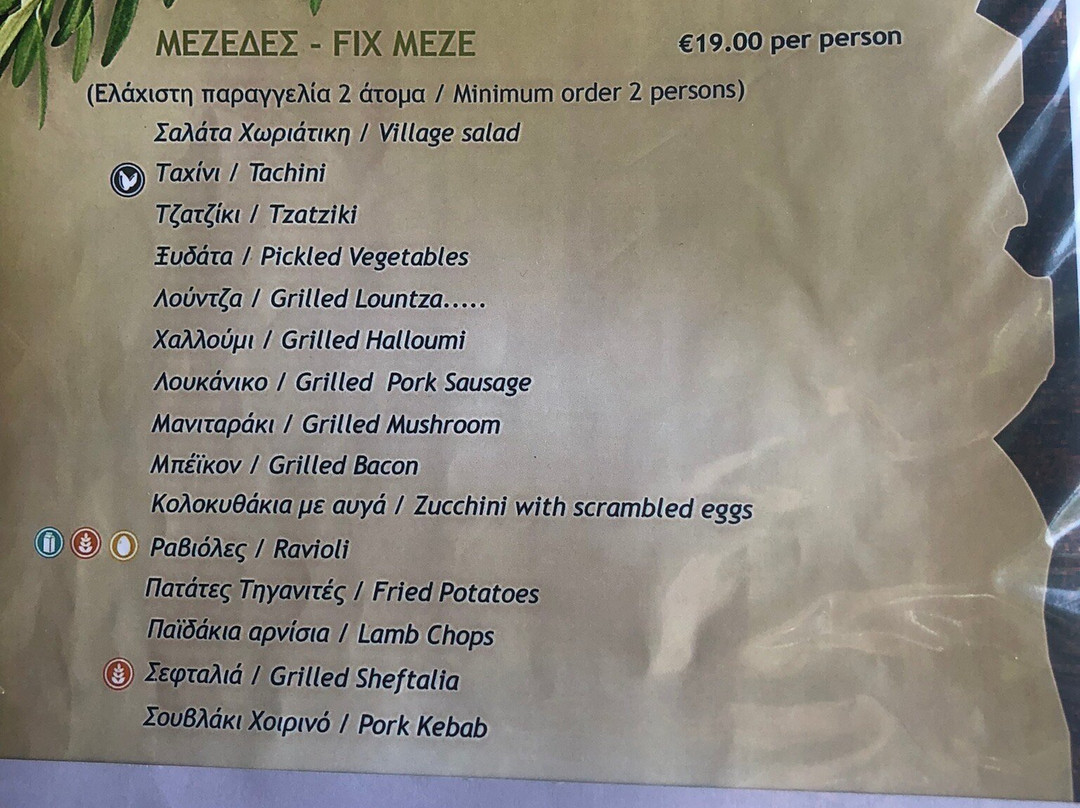 ΜΕΖΕΔΕΣ - FIX MEZE €19.00 per person
(Ελάχιστη παραγγελία 2 άτομα / Minimum order 2 persons)
Σαλάτα Χωριάτικη / Village salad
Ταχίνι / Tachini
Τζατζίκι / Tzatziki
Ξυδάτα / Pickled Vegetables
Λούντζα / Grilled Lountza.....
Χαλλούμι / Grilled Halloumi
Λουκάνικο / Grilled Pork Sausage
Μανιταράκι / Grilled Mushroom
Μπέϊκον / Grilled Bacon
Κολοκυθάκια με αυγά / Zucchini with scrambled eggs
Ραβιόλες / Ravioli
Πατάτες Τηγανιτές / Fried Potatoes
Παϊδάκια αρνίσια / Lamb Chops
Σεφταλιά / Grilled Sheftalia
Σουβλάκι Χοιρινό / Pork Kebab